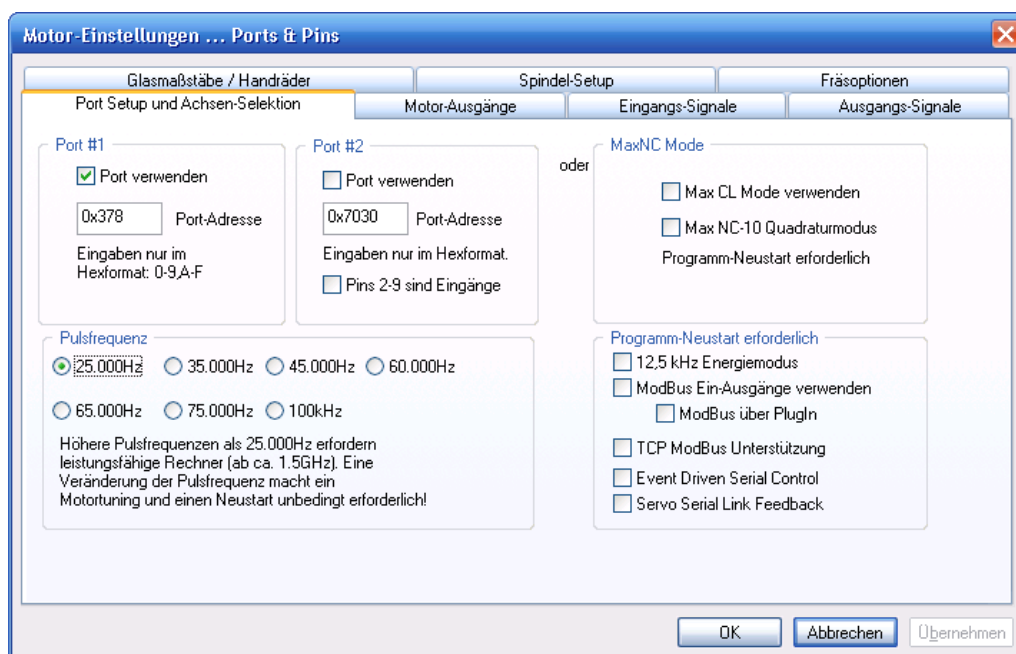 Motor-Einstellungen ... Ports & Pins
Glasmaßstäbe / Handräder
Spindel-Setup
Fräsoptionen
Port Setup und Achsen-Selektion
Motor-Ausgänge
Eingangs-Signale
Ausgangs-Signale
Port #1
Port verwenden
0x378
Port-Adresse
Eingaben nur im
Hexformat: 0-9,A-F
Port #2
Port verwenden
0x7030
Port-Adresse
Eingaben nur im Hexformat.
Pins 2-9 sind Eingänge
oder
MaxNC Mode
Max CL Mode verwenden
Max NC-10 Quadraturmodus
Programm-Neustart erforderlich
Pulsfrequenz
25.000Hz
35.000Hz
45.000Hz
60.000Hz
65.000Hz
75.000Hz
100kHz
Höhere Pulsfrequenzen als 25.000Hz erfordern
leistungsfähige Rechner (ab ca. 1.5GHz). Eine
Veränderung der Pulsfrequenz macht ein
Motortuning und einen Neustart unbedingt erforderlich!
Programm-Neustart erforderlich
12,5 kHz Energiemodus
ModBus Ein-Ausgänge verwenden
ModBus über PlugIn
TCP ModBus Unterstützung
Event Driven Serial Control
Servo Serial Link Feedback
OK
Abbrechen
Übernehmen